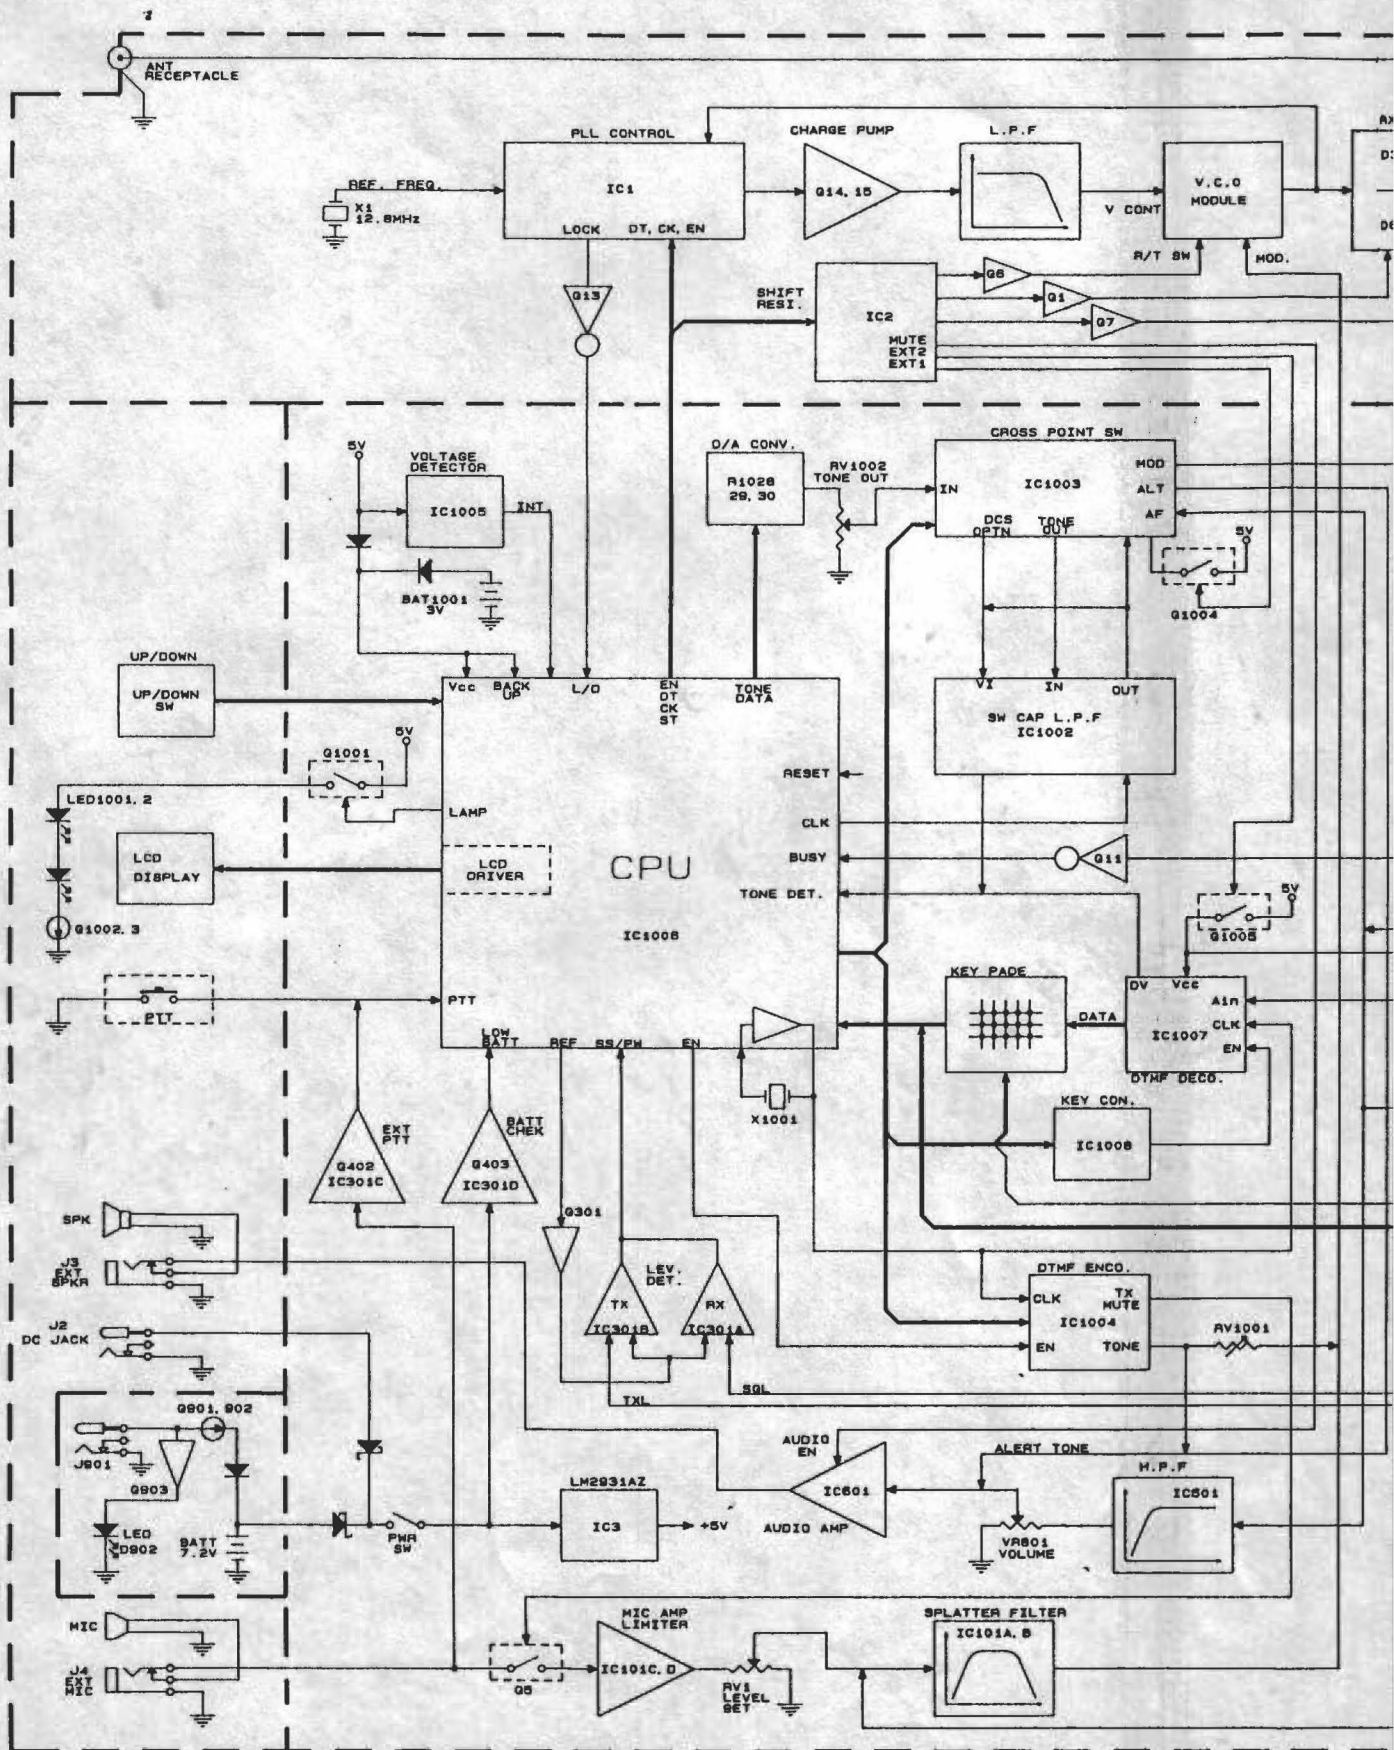 ANT
RECEPTACLE
PLL CONTROL
CHARGE PUMP
L.P.F
IC1
Q14, 15
V.C.O
MODULE
REF. FREQ.
X1
12.8MHz
LOCK
DT, CK, EN
V CONT
R/T SW
MOD.
Q13
SHIFT
RESI.
IC2
Q6
Q1
Q7
MUTE
EXT2
EXT1
5V
VOLTAGE
DETECTOR
IC1005
INT
D/A CONV.
R1028
29, 30
RV1002
TONE OUT
CROSS POINT SW
IN
IC1003
MOD
ALT
AF
DCS
OPTN
TONE
OUT
5V
Q1004
BAT1001
3V
UP/DOWN
UP/DOWN
SW
Vcc
BACK
UP
L/D
EN
DT
CK
ST
TONE
DATA
VI
IN
OUT
SW CAP L.P.F
IC1002
Q1001
5V
LED1001, 2
LAMP
RESET
CLK
LCD
DISPLAY
LCD
DRIVER
CPU
BUSY
Q11
TONE DET.
5V
Q1005
Q1002, 3
IC1006
KEY PADE
DV
Vcc
Ain
CLK
EN
DATA
IC1007
DTMF DECO.
PTT
PTT
LOW
BATT
REF
SS/PW
EN
X1001
KEY CON.
IC1008
EXT
PTT
Q402
IC301C
BATT
CHEK
Q403
IC301D
SPK
Q301
J3
EXT
SPKR
LEV.
DET.
TX
IC301B
RX
IC301A
DTMF ENCO.
CLK
TX
MUTE
IC1004
EN
TONE
RV1001
J2
DC JACK
SQL
TXL
Q901, 902
J901
Q903
AUDIO
EN
ALERT TONE
H.P.F
LM2931AZ
IC601
IC501
LED
D902
BATT
7.2V
PWR
SW
IC3
+5V
AUDIO AMP
VR601
VOLUME
MIC
MIC AMP
LIMITER
SPLATTER FILTER
IC101A, B
J4
EXT
MIC
Q5
IC101C, D
RV1
LEVEL
SET